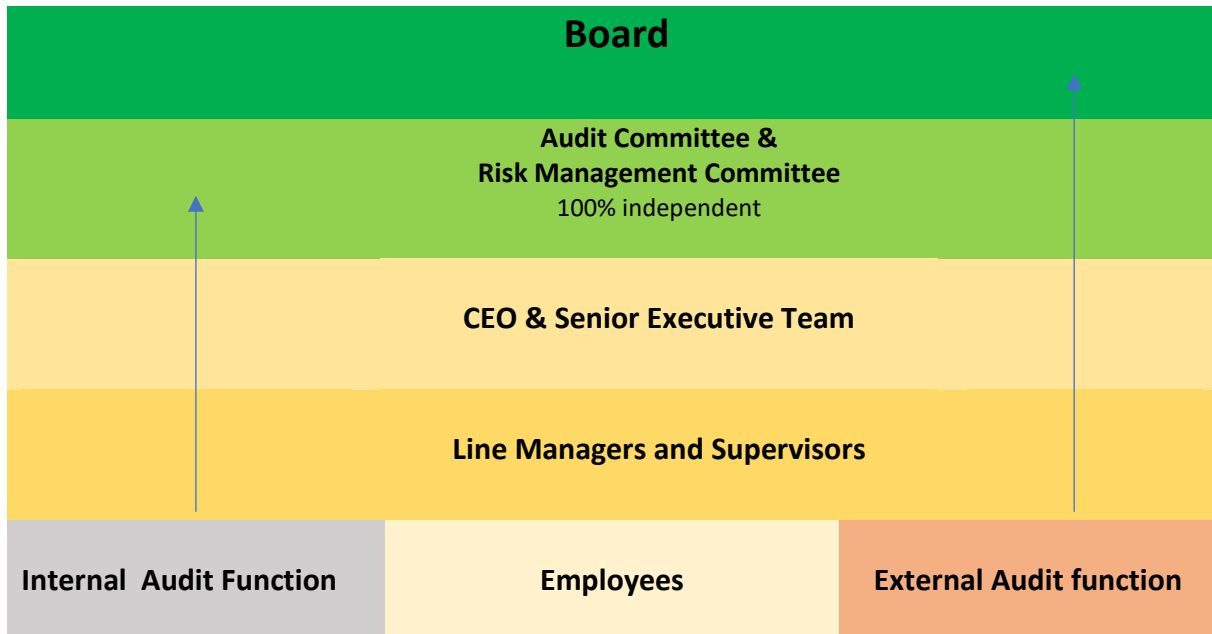 Board
Audit Committee &
Risk Management Committee
100% independent
CEO & Senior Executive Team
Line Managers and Supervisors
Internal  Audit Function
Employees
External Audit function